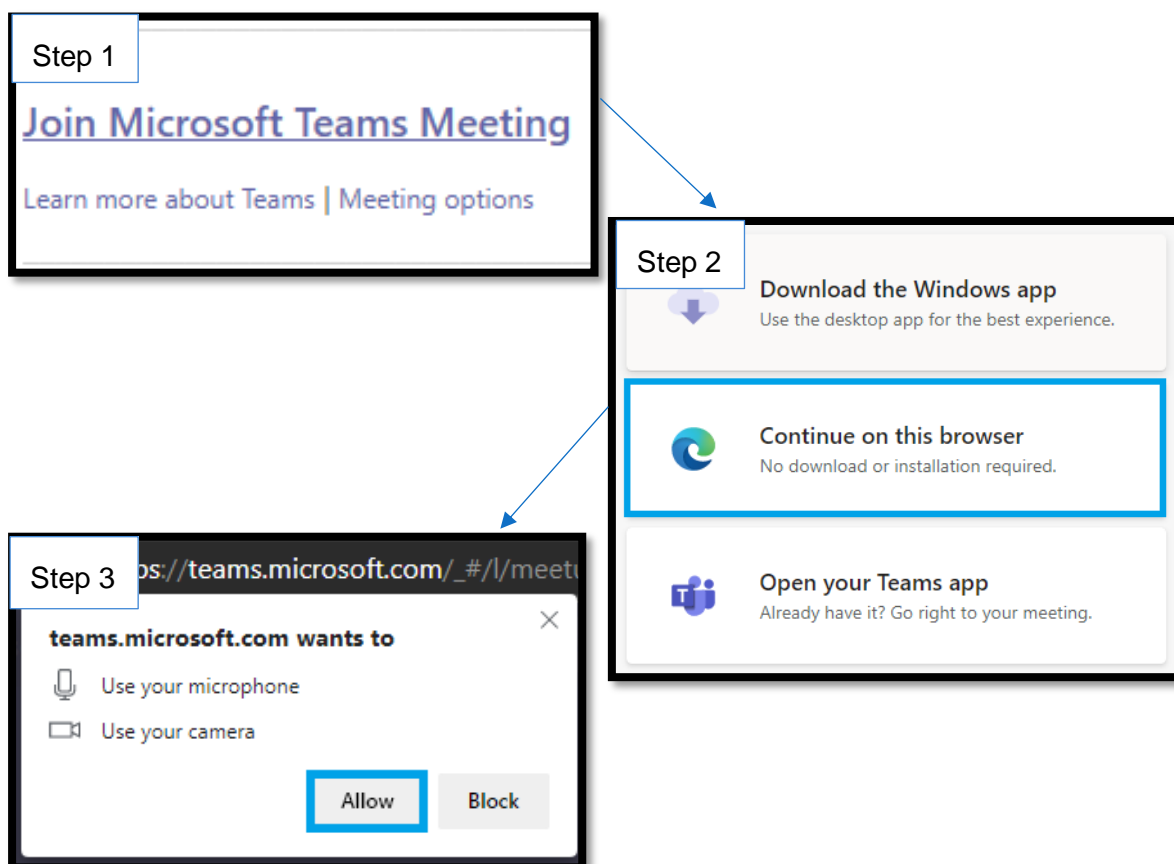 Step 1
Join Microsoft Teams Meeting
Learn more about Teams | Meeting options
Step 2
Download the Windows app
Use the desktop app for the best experience.
Continue on this browser
No download or installation required.
Open your Teams app
Already have it? Go right to your meeting.
Step 3
ps://teams.microsoft.com/_#/l/meetu
teams.microsoft.com wants to
Use your microphone
Use your camera
Allow
Block